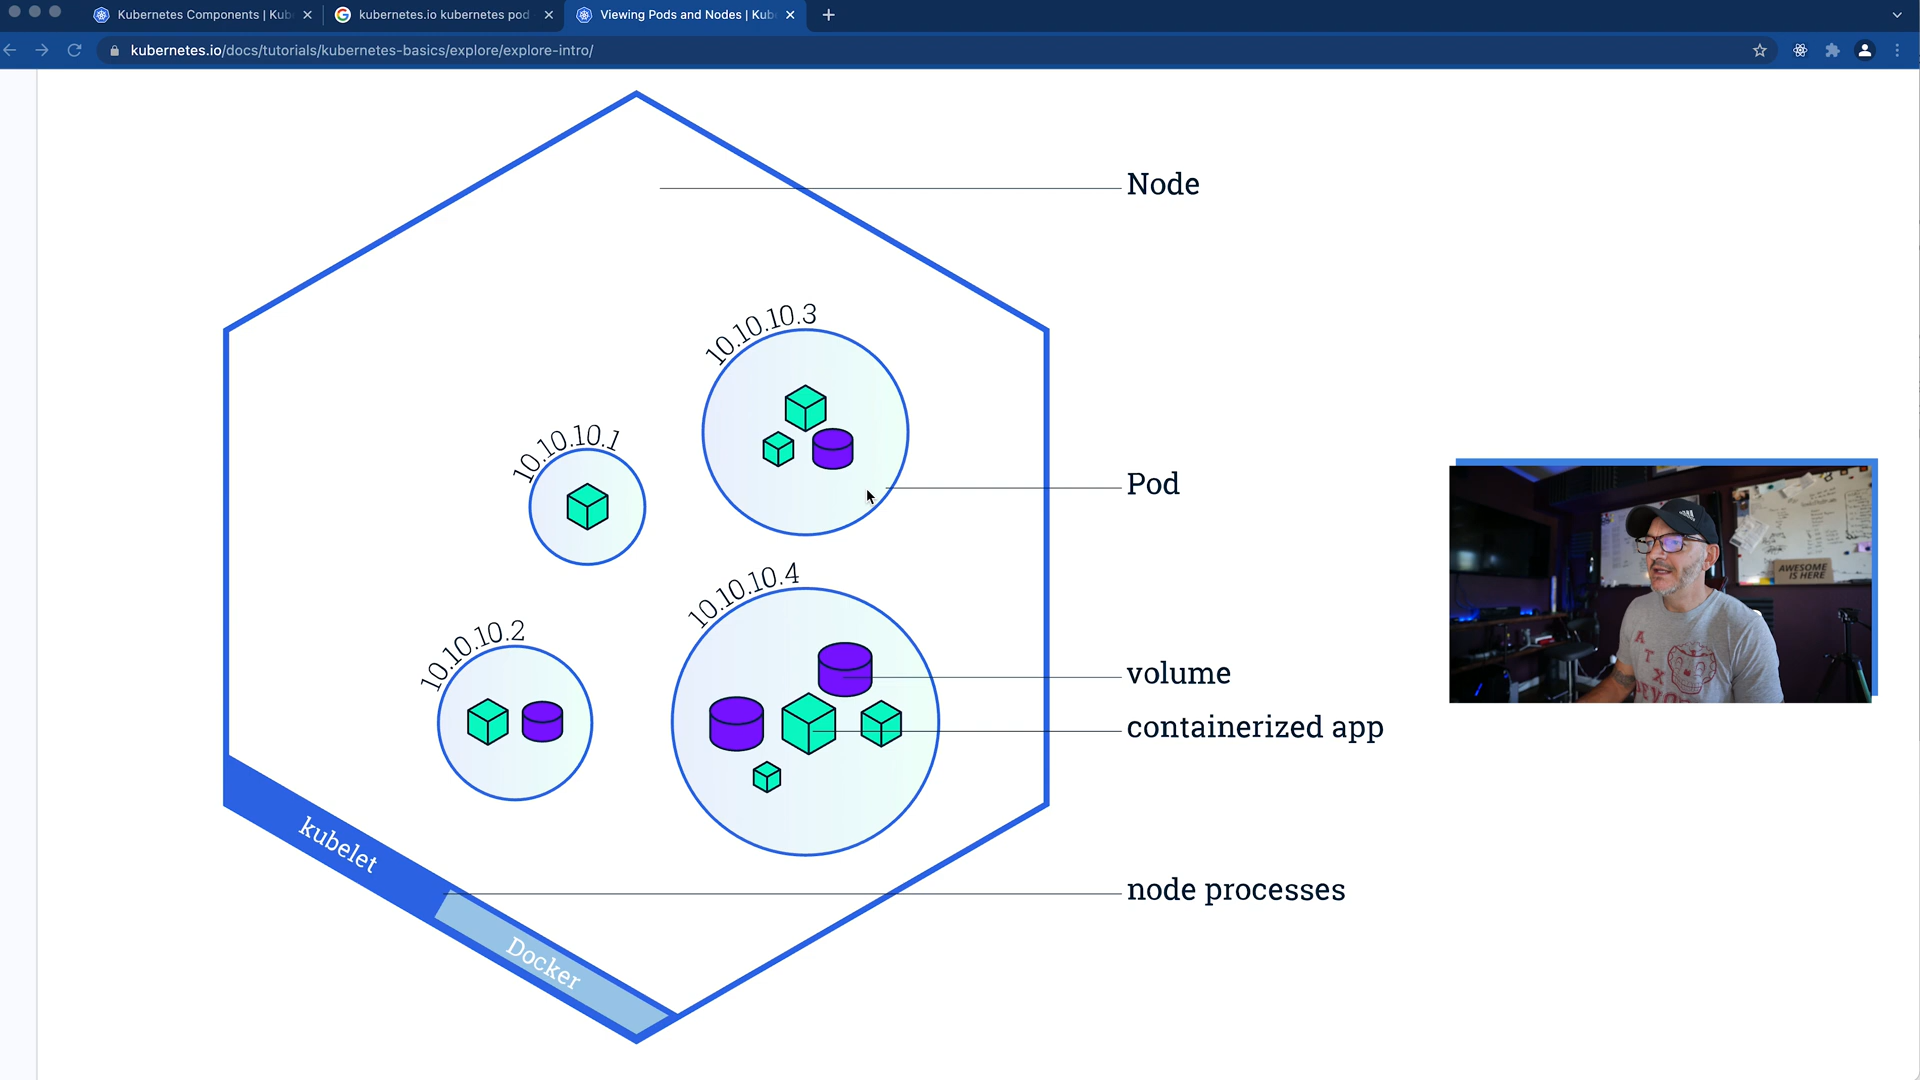 Kubernetes Components | Kub
kubernetes.io kubernetes pod
Viewing Pods and Nodes | Kub
kubernetes.io/docs/tutorials/kubernetes-basics/explore/explore-intro/
Node
10.10.10.3
10.10.10.1
Pod
10.10.10.4
10.10.10.2
volume
containerized app
kubelet
node processes
Docker
AWESOME
IS HERE
A
T
X